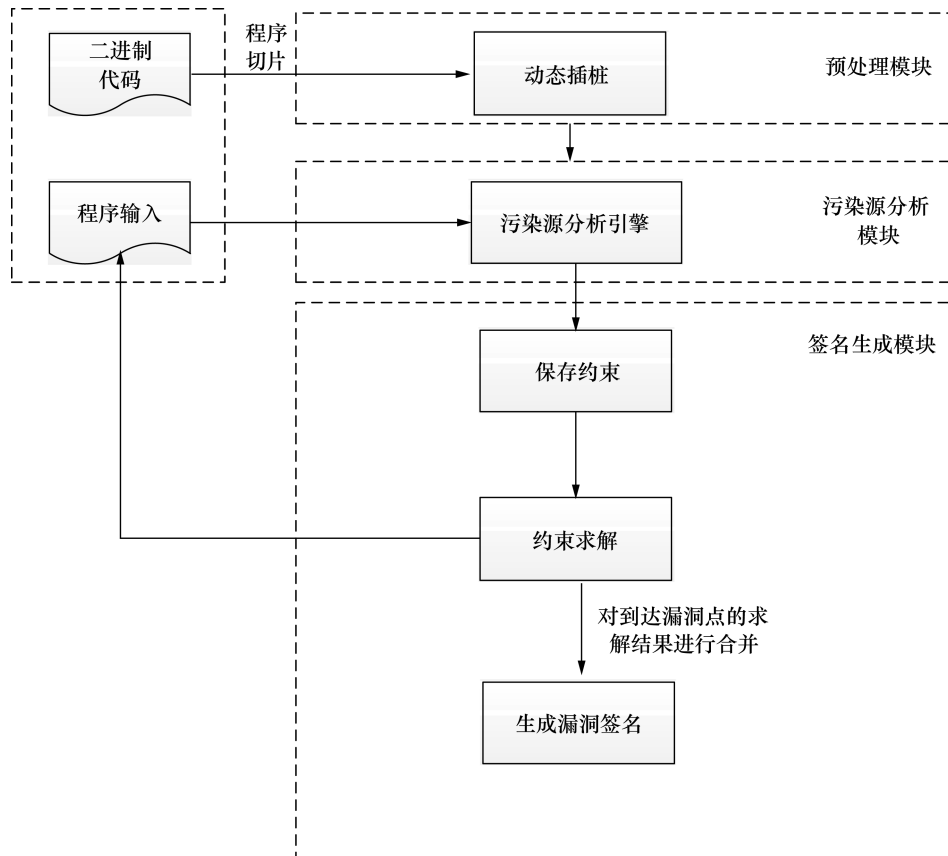 二进制
代码
程序
切片
动态插桩
预处理模块
程序输入
污染源分析引擎
污染源分析
模块
保存约束
签名生成模块
约束求解
对到达漏洞点的求
解结果进行合并
生成漏洞签名